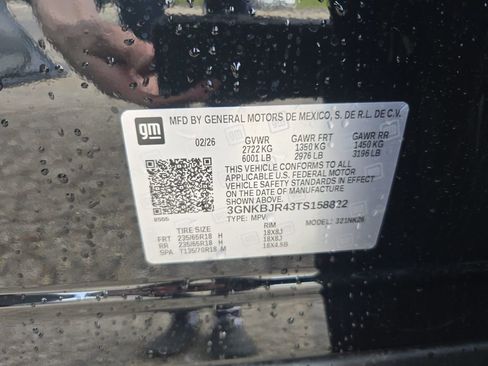 gm
MFD BY GENERAL MOTORS DE MEXICO, S. DE R.L. DE C.V.
02/26 GVWR GAWR FRT GAWR RR
2722 KG 1350 KG 1450 KG
6001 LB 2976 LB 3196 LB
THIS VEHICLE CONFORMS TO ALL
APPLICABLE U.S. FEDERAL MOTOR
VEHICLE SAFETY STANDARDS IN EFFECT
ON THE DATE OF MANUFACTURE
SHOWN ABOVE.
3GNKBJR43TS158832
TYPE: MPV MODEL: 321NK26
TIRE SIZE RIM
FRT 235/65R18 H 18X8J
RR 235/65R18 H 18X8J
SPA T135/70R18 M 18X4.5B